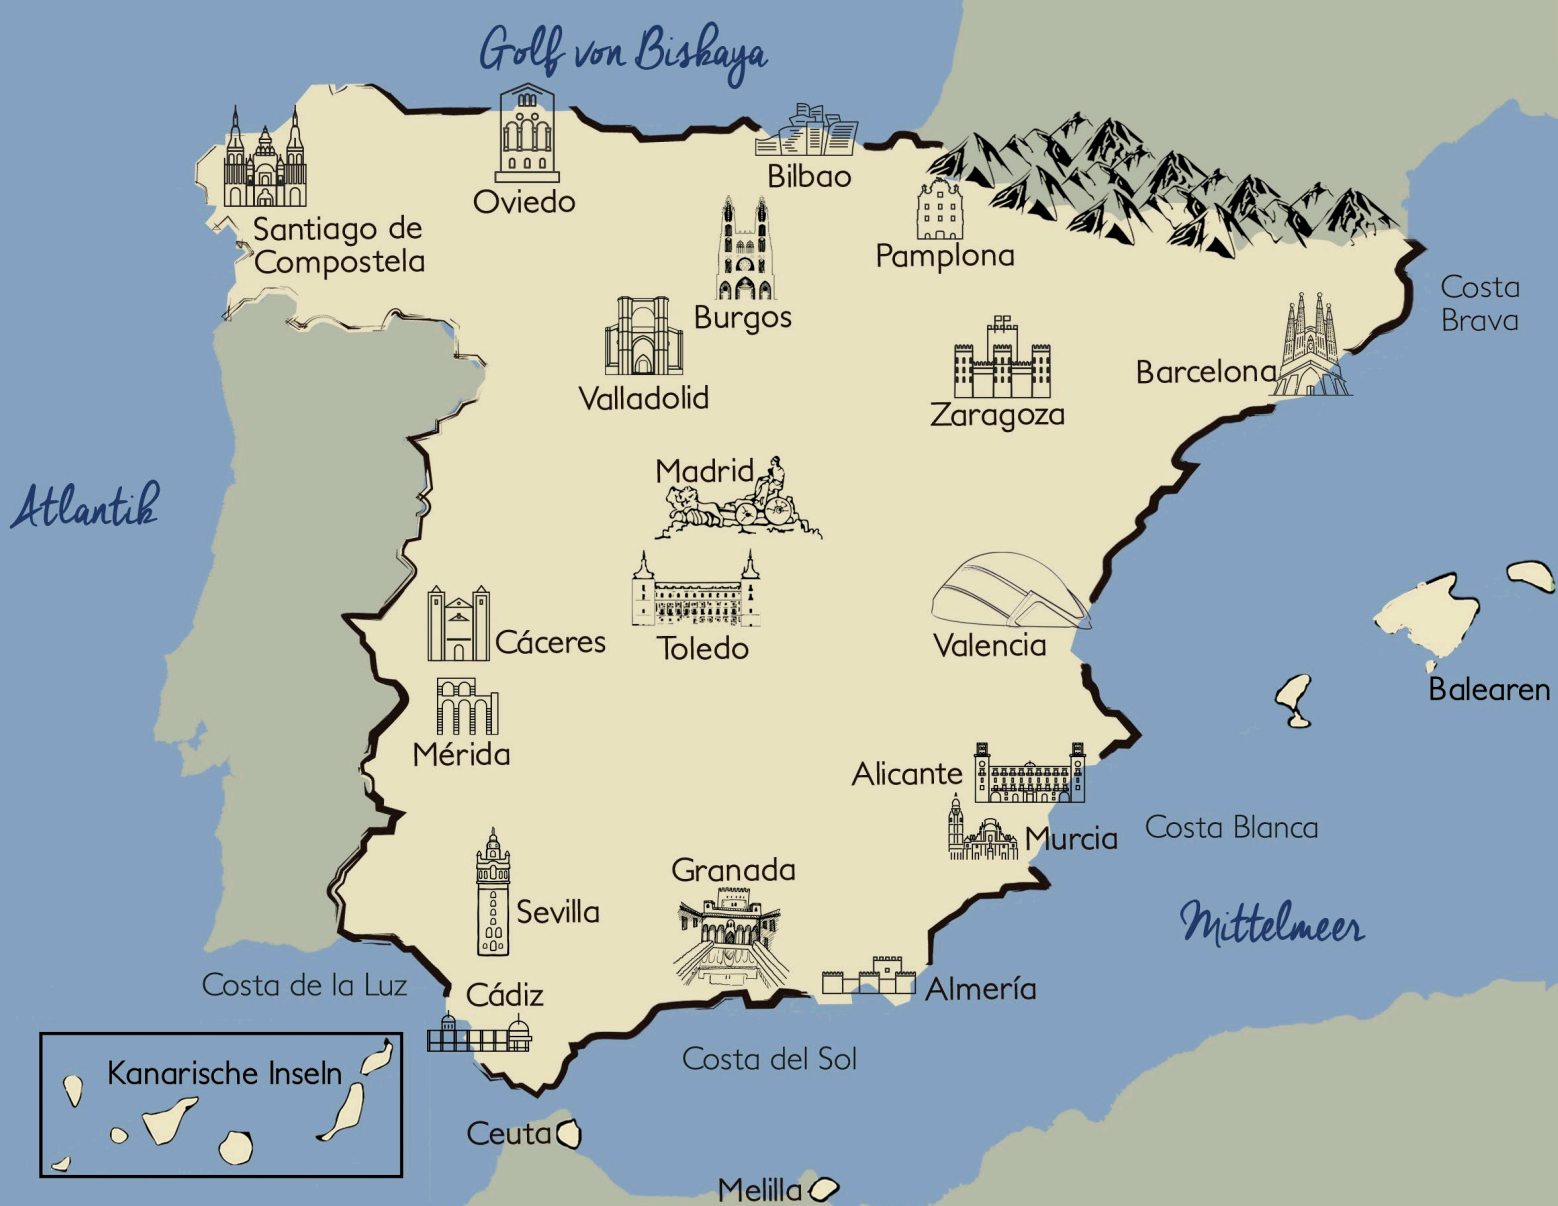 Golf von Biskaya
Bilbao
Oviedo
Santiago de
Compostela
Pamplona
Burgos
Costa
Brava
Barcelona
Valladolid
Zaragoza
Madrid
Atlantik
Cáceres
Toledo
Valencia
Balearen
Mérida
Alicante
Costa Blanca
Murcia
Granada
Sevilla
Mittelmeer
Costa de la Luz
Cádiz
Almería
Costa del Sol
Kanarische Inseln
Ceuta
Melilla